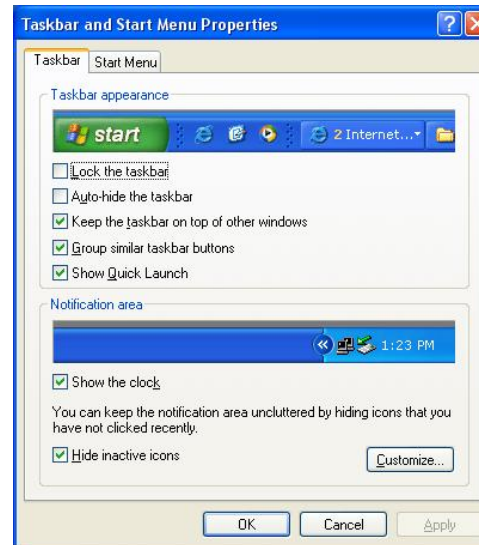 Taskbar and Start Menu Properties
Taskbar
Start Menu
Taskbar appearance
start
2 Internet...
Lock the taskbar
Auto-hide the taskbar
Keep the taskbar on top of other windows
Group similar taskbar buttons
Show Quick Launch
Notification area
1:23 PM
Show the clock
You can keep the notification area uncluttered by hiding icons that you
have not clicked recently.
Hide inactive icons
Customize...
OK
Cancel
Apply